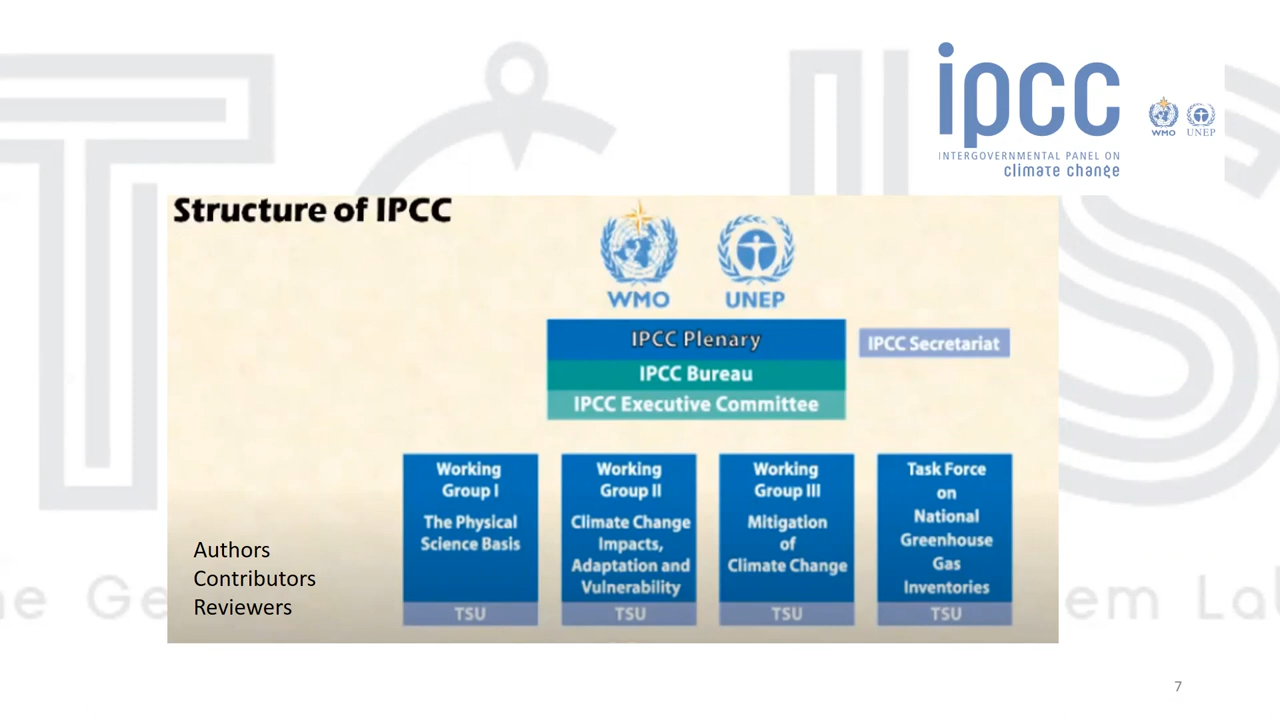 ipcc
INTERGOVERNMENTAL PANEL ON
climate change
WMO
UNEP
Structure of IPCC
WMO
UNEP
IPCC Plenary
IPCC Secretariat
IPCC Bureau
IPCC Executive Committee
Working
Group I
The Physical
Science Basis
TSU
Working
Group II
Climate Change
Impacts,
Adaptation and
Vulnerability
TSU
Working
Group III
Mitigation
of
Climate Change
TSU
Task Force
on
National
Greenhouse
Gas
Inventories
TSU
Authors
Contributors
Reviewers
7